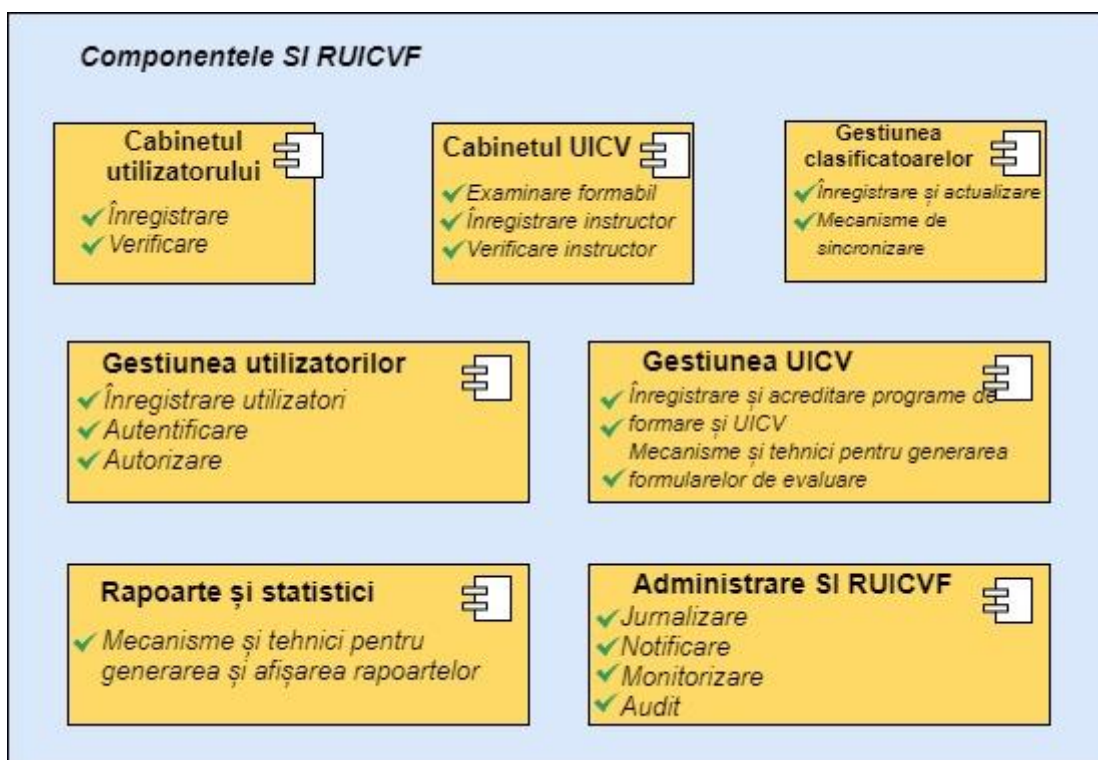 Componentele SI RUICVF
Cabinetul
utilizatorului
Înregistrare
Verificare
Cabinetul UICV
Examinare formabil
Înregistrare instructor
Verificare instructor
Gestiunea
clasificatoarelor
Înregistrare și actualizare
Mecanisme de
sincronizare
Gestiunea utilizatorilor
Înregistrare utilizatori
Autentificare
Autorizare
Gestiunea UICV
Înregistrare și acreditare programe de
formare și UICV
Mecanisme și tehnici pentru generarea
formularelor de evaluare
Rapoarte și statistici
Mecanisme și tehnici pentru
generarea și afișarea rapoartelor
Administrare SI RUICVF
Jurnalizare
Notificare
Monitorizare
Audit